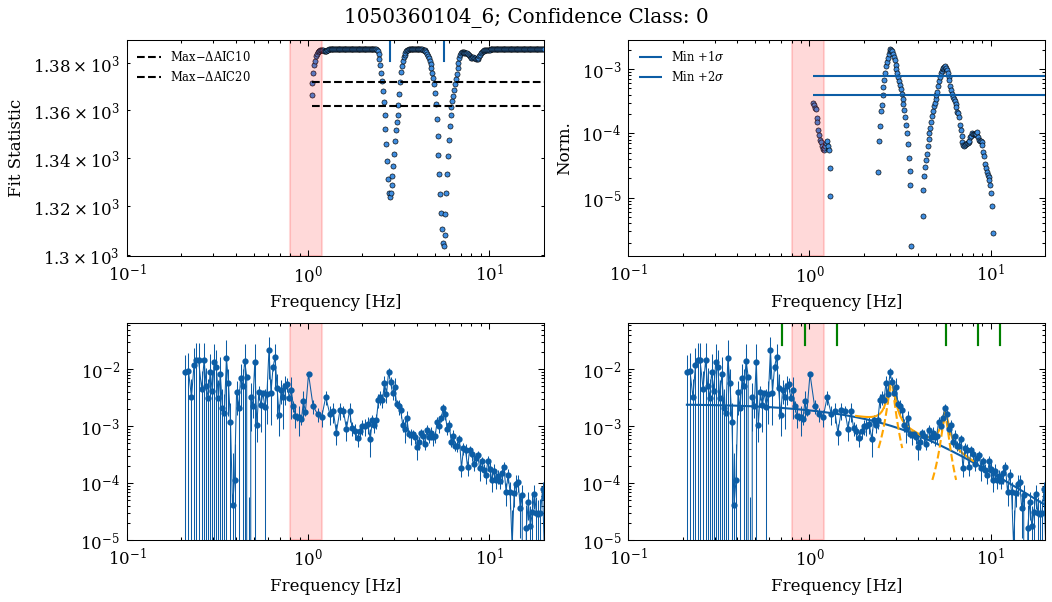 1050360104_6; Confidence Class: 0
Fit Statistic
1.38 × 10³
1.36 × 10³
1.34 × 10³
1.32 × 10³
1.3 × 10³
Max−ΔAIC10
Max−ΔAIC20
10⁻¹
10⁰
10¹
Frequency [Hz]
Norm.
10⁻³
10⁻⁴
10⁻⁵
Min +1σ
Min +2σ
10⁻¹
10⁰
10¹
Frequency [Hz]
10⁻²
10⁻³
10⁻⁴
10⁻⁵
10⁻¹
10⁰
10¹
Frequency [Hz]
10⁻²
10⁻³
10⁻⁴
10⁻⁵
10⁻¹
10⁰
10¹
Frequency [Hz]